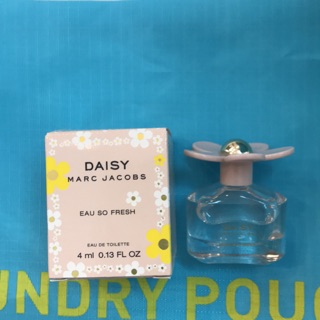 DAISY
MARC JACOBS
EAU SO FRESH
EAU DE TOILETTE
4 ml 0.13 FL OZ
UNDRY POUC